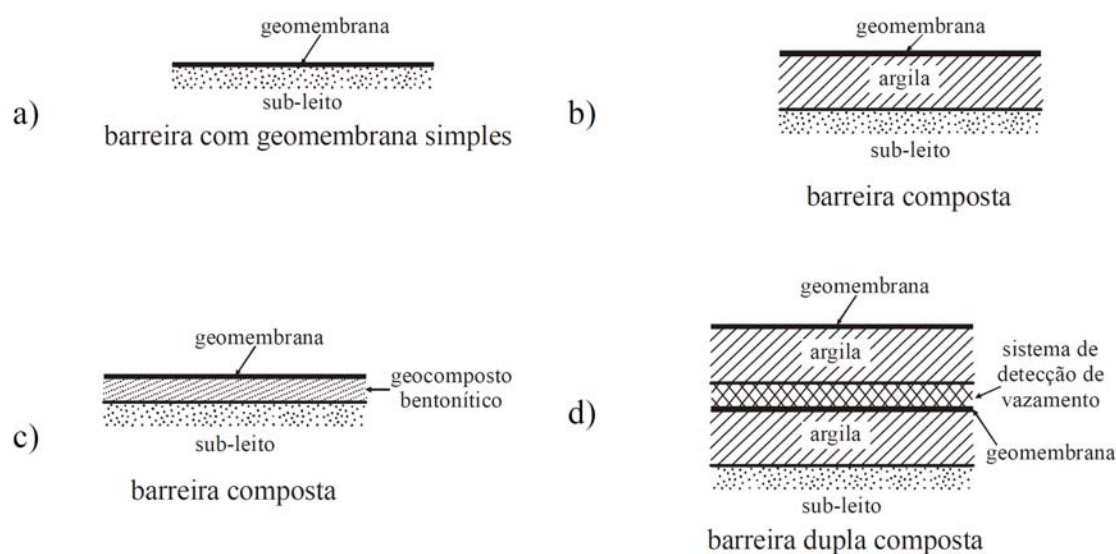 geomembrana
sub-leito
a)
barreira com geomembrana simples
geomembrana
argila
b)
sub-leito
barreira composta
geomembrana
geocomposto
bentonítico
c)
sub-leito
barreira composta
geomembrana
argila
sistema de
detecção de
vazamento
d)
argila
geomembrana
sub-leito
barreira dupla composta